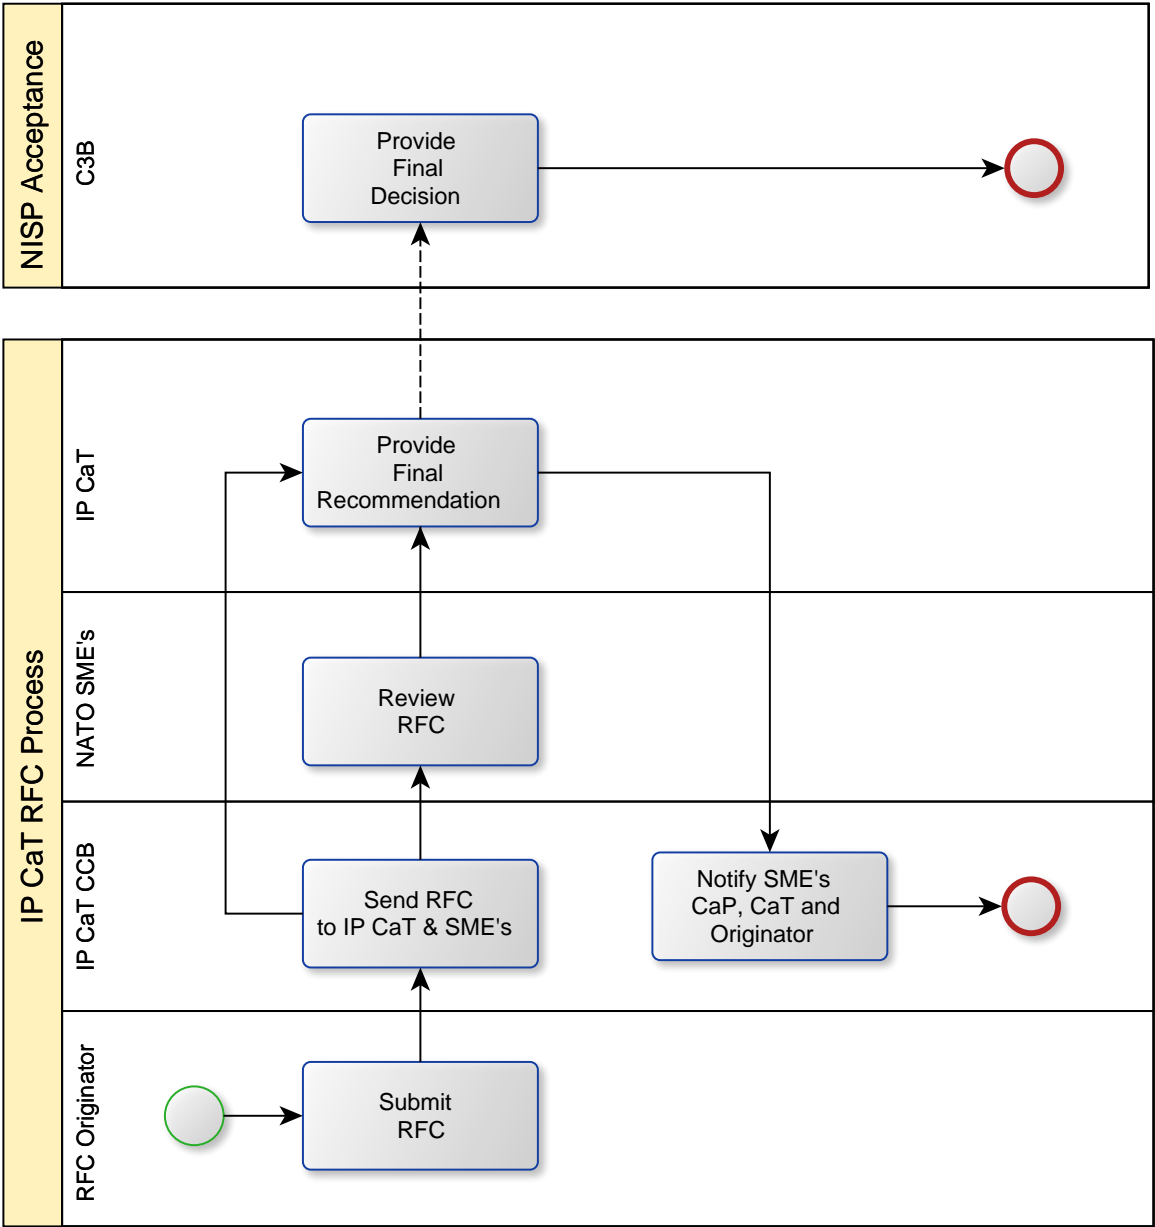 NISP Acceptance
C3B
Provide
Final
Decision
IP CaT RFC Process
IP CaT
Provide
Final
Recommendation
NATO SME's
Review
RFC
IP CaT CCB
Send RFC
to IP CaT & SME's
Notify SME's
CaP, CaT and
Originator
RFC Originator
Submit
RFC